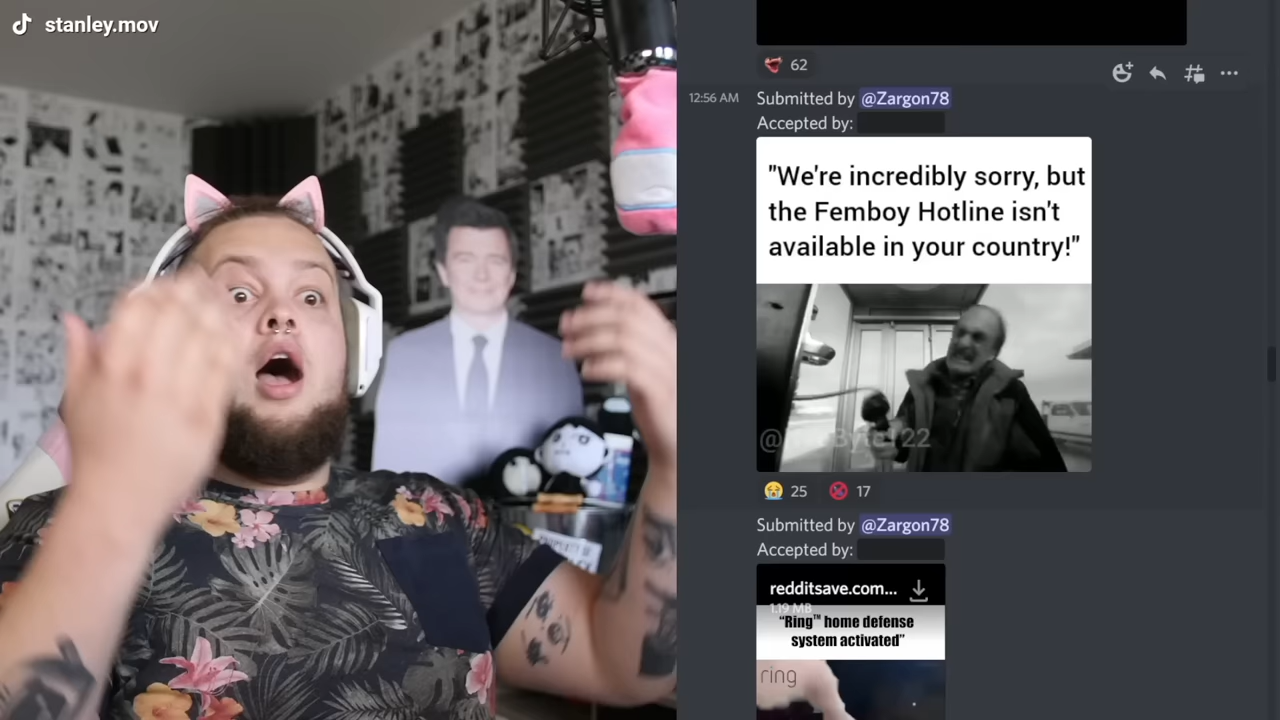 stanley.mov
62
12:56 AM
Submitted by @Zargon78
Accepted by:
"We're incredibly sorry, but
the Femboy Hotline isn't
available in your country!"
25
17
Submitted by @Zargon78
Accepted by:
redditsave.com...
1.19 MB
“Ring™ home defense
system activated”
ring